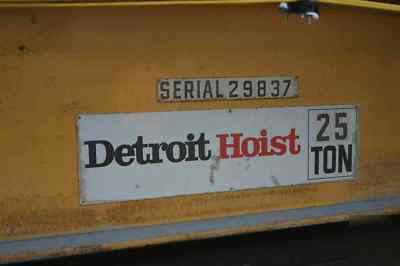 SERIAL 29837
Detroit Hoist
25
TON